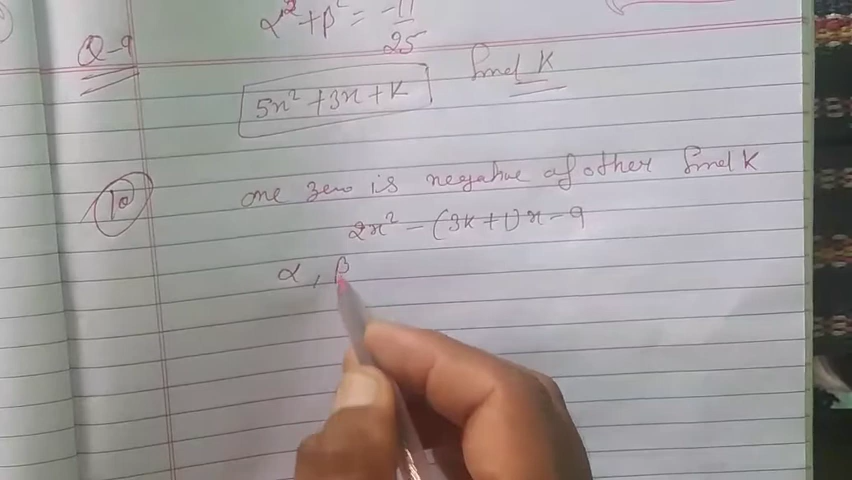 α² + β² = -11/25
Q-9
find K
5x² + 3x + K
10 one zero is negative of other find K
2x² - (3K+1)x - 9
α, β